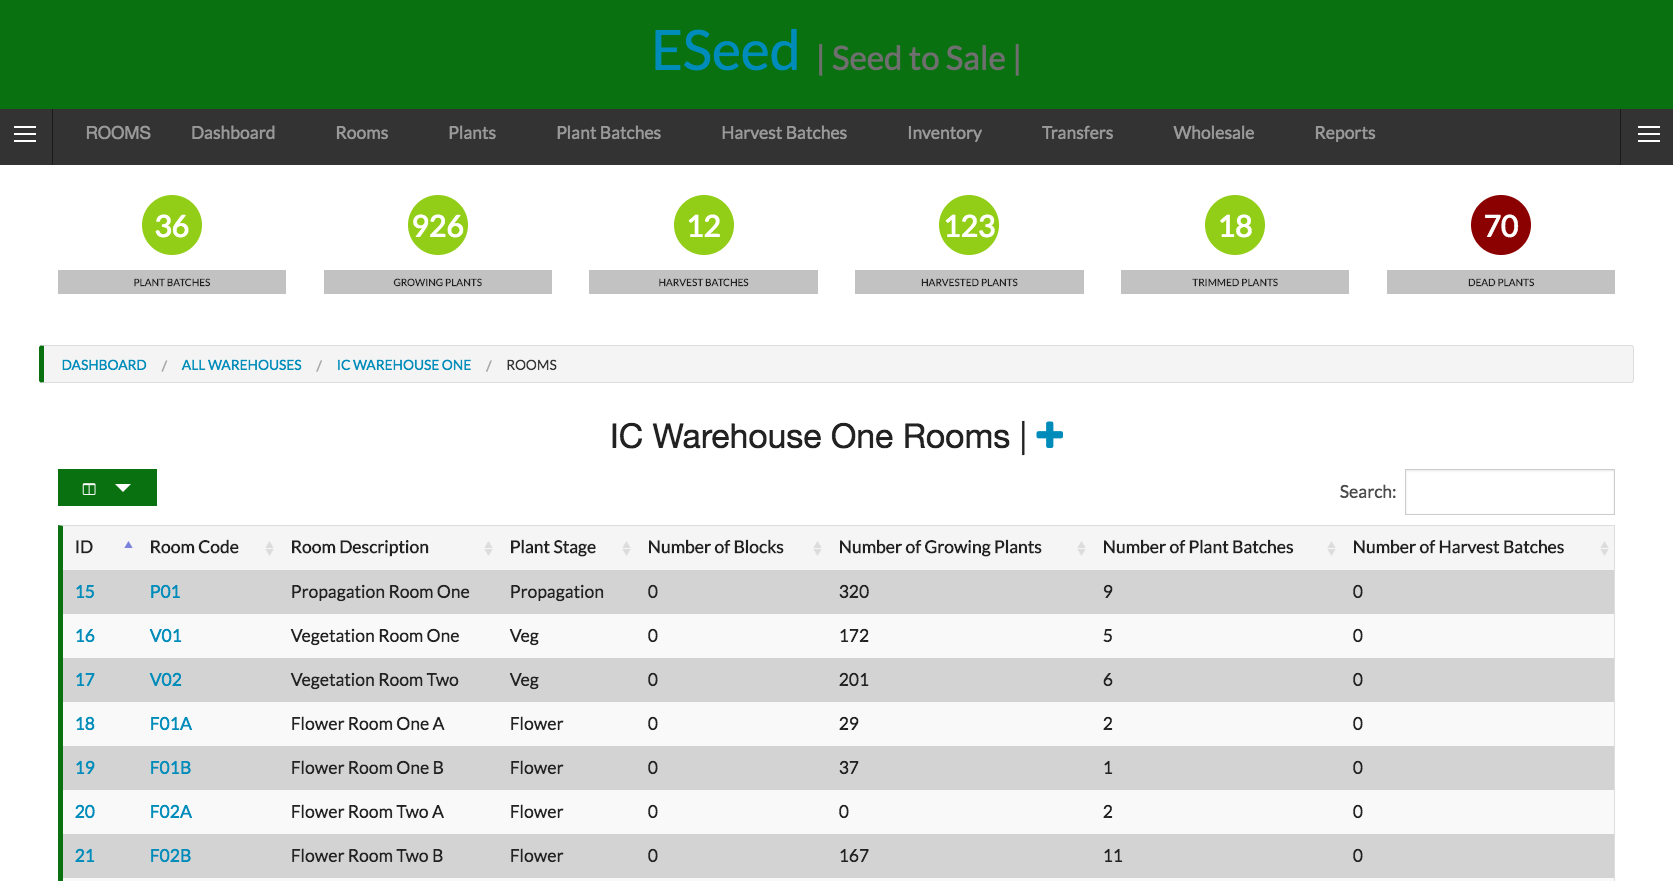 ESeed | Seed to Sale |
ROOMS Dashboard Rooms Plants Plant Batches Harvest Batches Inventory Transfers Wholesale Reports
36 926 12 123 18 70
PLANT BATCHES GROWING PLANTS HARVEST BATCHES HARVESTED PLANTS TRIMMED PLANTS DEAD PLANTS
DASHBOARD / ALL WAREHOUSES / IC WAREHOUSE ONE / ROOMS
IC Warehouse One Rooms |
Search:
ID Room Code Room Description Plant Stage Number of Blocks Number of Growing Plants Number of Plant Batches Number of Harvest Batches
15 P01 Propagation Room One Propagation 0 320 9 0
16 V01 Vegetation Room One Veg 0 172 5 0
17 V02 Vegetation Room Two Veg 0 201 6 0
18 F01A Flower Room One A Flower 0 29 2 0
19 F01B Flower Room One B Flower 0 37 1 0
20 F02A Flower Room Two A Flower 0 0 2 0
21 F02B Flower Room Two B Flower 0 167 11 0